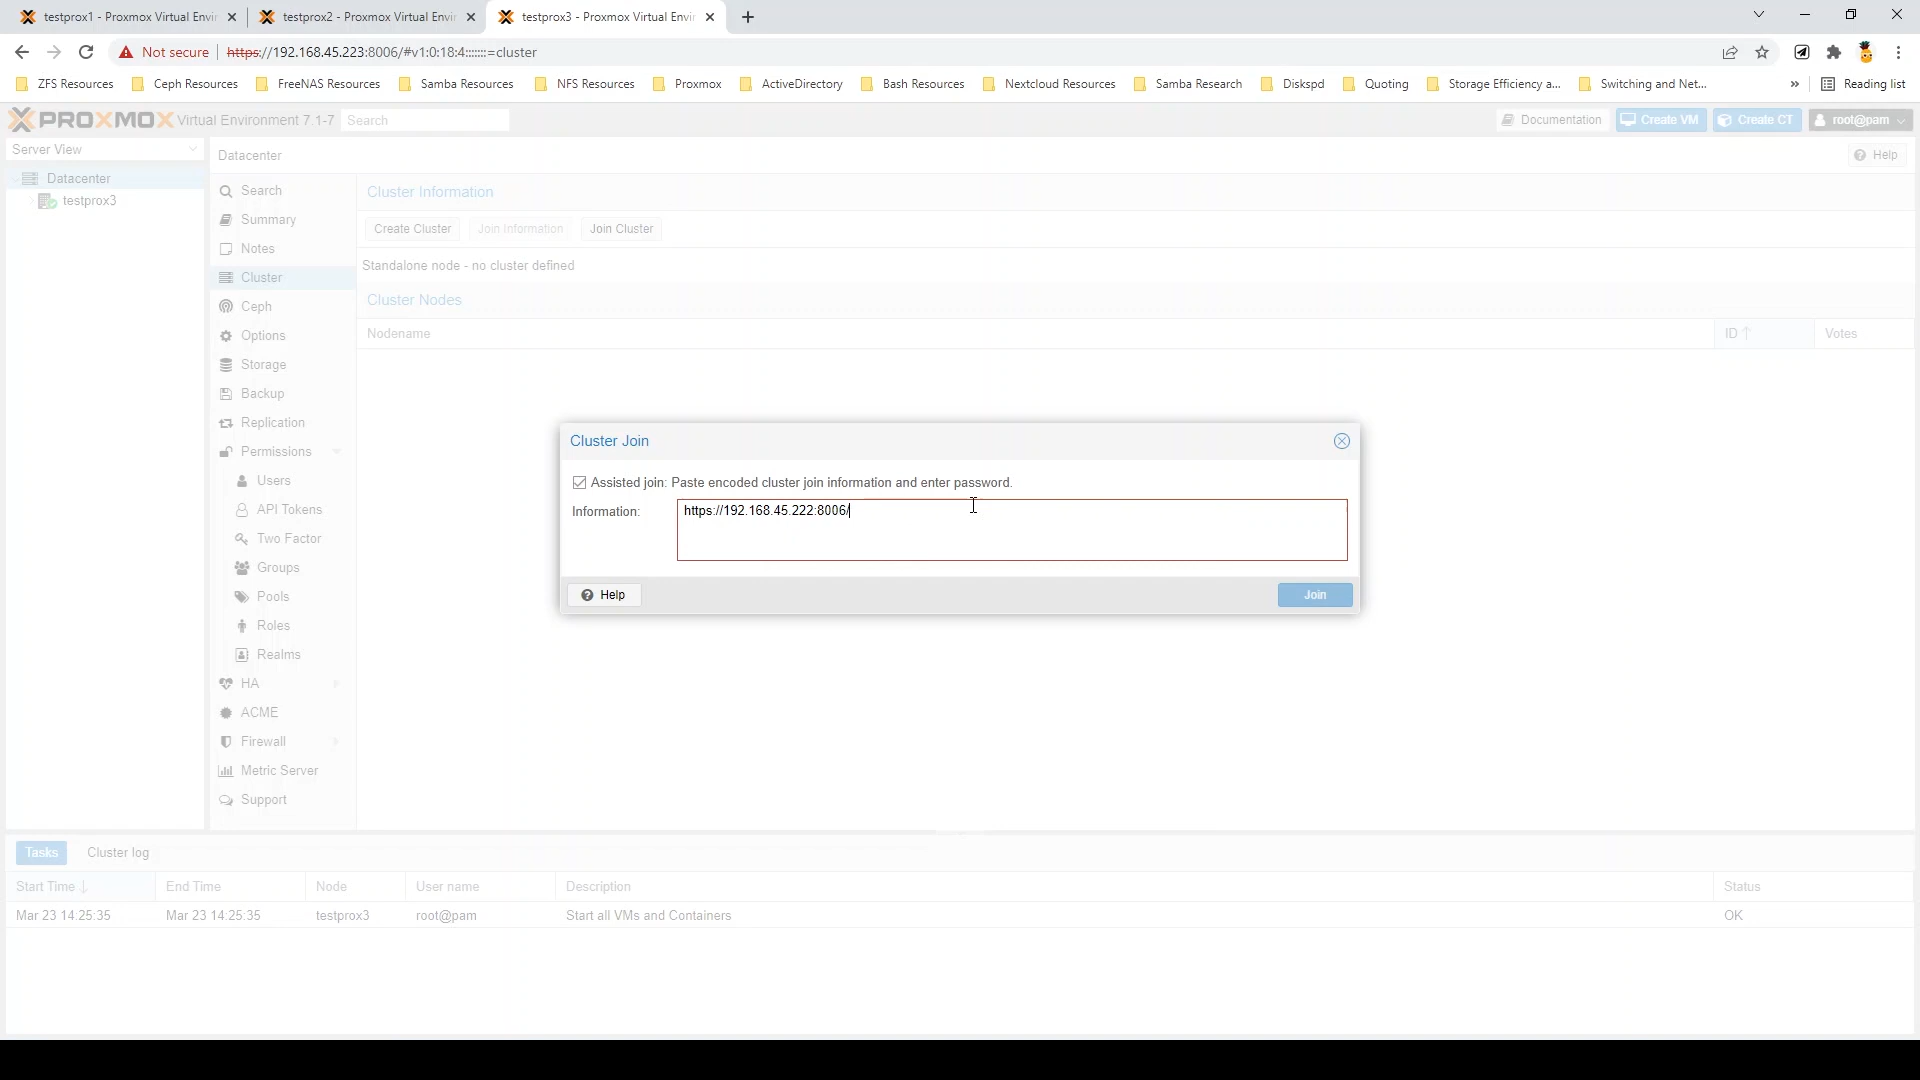 testprox1 - Proxmox Virtual Envir
testprox2 - Proxmox Virtual Envir
testprox3 - Proxmox Virtual Envir
Not secure
https://192.168.45.223:8006/#v1:0:18:4:::::::=cluster
ZFS Resources
Ceph Resources
FreeNAS Resources
Samba Resources
NFS Resources
Proxmox
ActiveDirectory
Bash Resources
Nextcloud Resources
Samba Research
Diskspd
Quoting
Storage Efficiency a...
Switching and Net...
»
Reading list
PROXMOX Virtual Environment 7.1-7
Search
Documentation
Create VM
Create CT
root@pam
Server View
Datacenter
testprox3
Datacenter
Help
Search
Summary
Notes
Cluster
Ceph
Options
Storage
Backup
Replication
Permissions
Users
API Tokens
Two Factor
Groups
Pools
Roles
Realms
HA
ACME
Firewall
Metric Server
Support
Cluster Information
Create Cluster
Join Information
Join Cluster
Standalone node - no cluster defined
Cluster Nodes
Nodename
ID
Votes
Cluster Join
Assisted join: Paste encoded cluster join information and enter password.
Information:
https://192.168.45.222:8006/
Help
Join
Tasks
Cluster log
Start Time
End Time
Node
User name
Description
Status
Mar 23 14:25:35
Mar 23 14:25:35
testprox3
root@pam
Start all VMs and Containers
OK